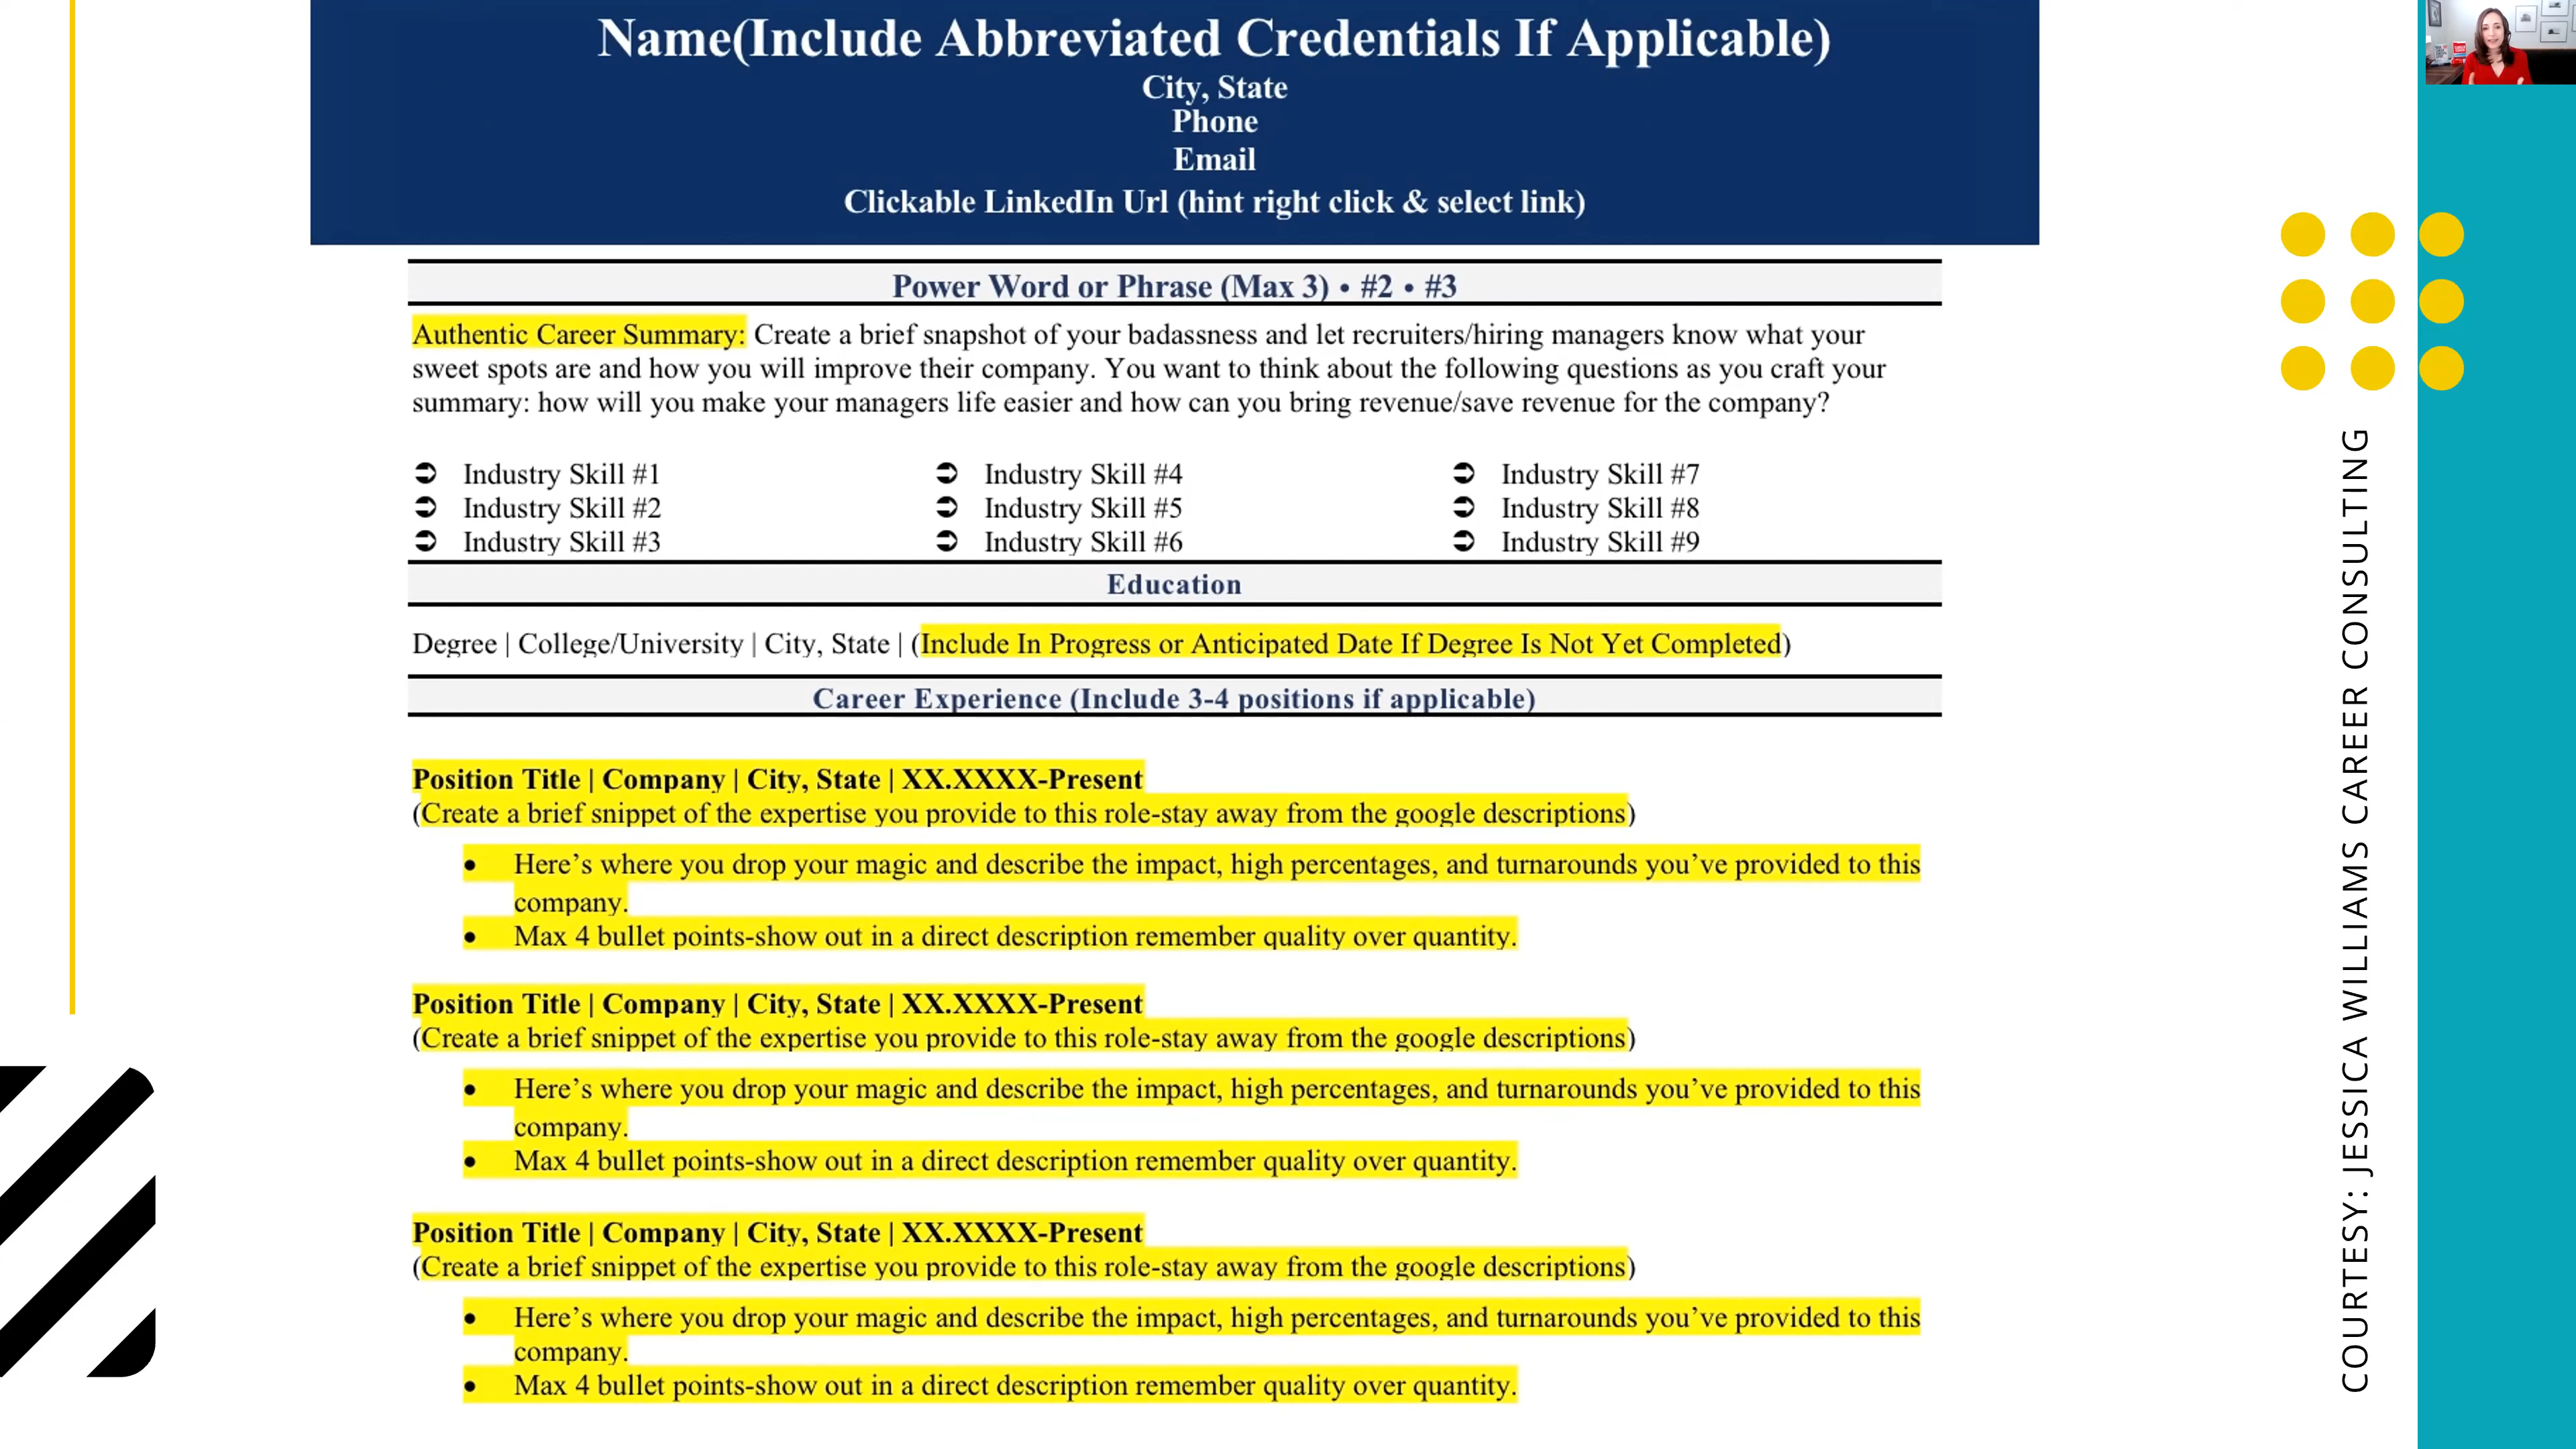 Name(Include Abbreviated Credentials If Applicable)
City, State
Phone
Email
Clickable LinkedIn Url (hint right click & select link)
Power Word or Phrase (Max 3) • #2 • #3
Authentic Career Summary: Create a brief snapshot of your badassness and let recruiters/hiring managers know what your
sweet spots are and how you will improve their company. You want to think about the following questions as you craft your
summary: how will you make your managers life easier and how can you bring revenue/save revenue for the company?
➲ Industry Skill #1
➲ Industry Skill #2
➲ Industry Skill #3
➲ Industry Skill #4
➲ Industry Skill #5
➲ Industry Skill #6
➲ Industry Skill #7
➲ Industry Skill #8
➲ Industry Skill #9
Education
Degree | College/University | City, State | (Include In Progress or Anticipated Date If Degree Is Not Yet Completed)
Career Experience (Include 3-4 positions if applicable)
Position Title | Company | City, State | XX.XXXX-Present
(Create a brief snippet of the expertise you provide to this role-stay away from the google descriptions)
• Here’s where you drop your magic and describe the impact, high percentages, and turnarounds you’ve provided to this
company.
• Max 4 bullet points-show out in a direct description remember quality over quantity.
Position Title | Company | City, State | XX.XXXX-Present
(Create a brief snippet of the expertise you provide to this role-stay away from the google descriptions)
• Here’s where you drop your magic and describe the impact, high percentages, and turnarounds you’ve provided to this
company.
• Max 4 bullet points-show out in a direct description remember quality over quantity.
Position Title | Company | City, State | XX.XXXX-Present
(Create a brief snippet of the expertise you provide to this role-stay away from the google descriptions)
• Here’s where you drop your magic and describe the impact, high percentages, and turnarounds you’ve provided to this
company.
• Max 4 bullet points-show out in a direct description remember quality over quantity.
COURTESY: JESSICA WILLIAMS CAREER CONSULTING